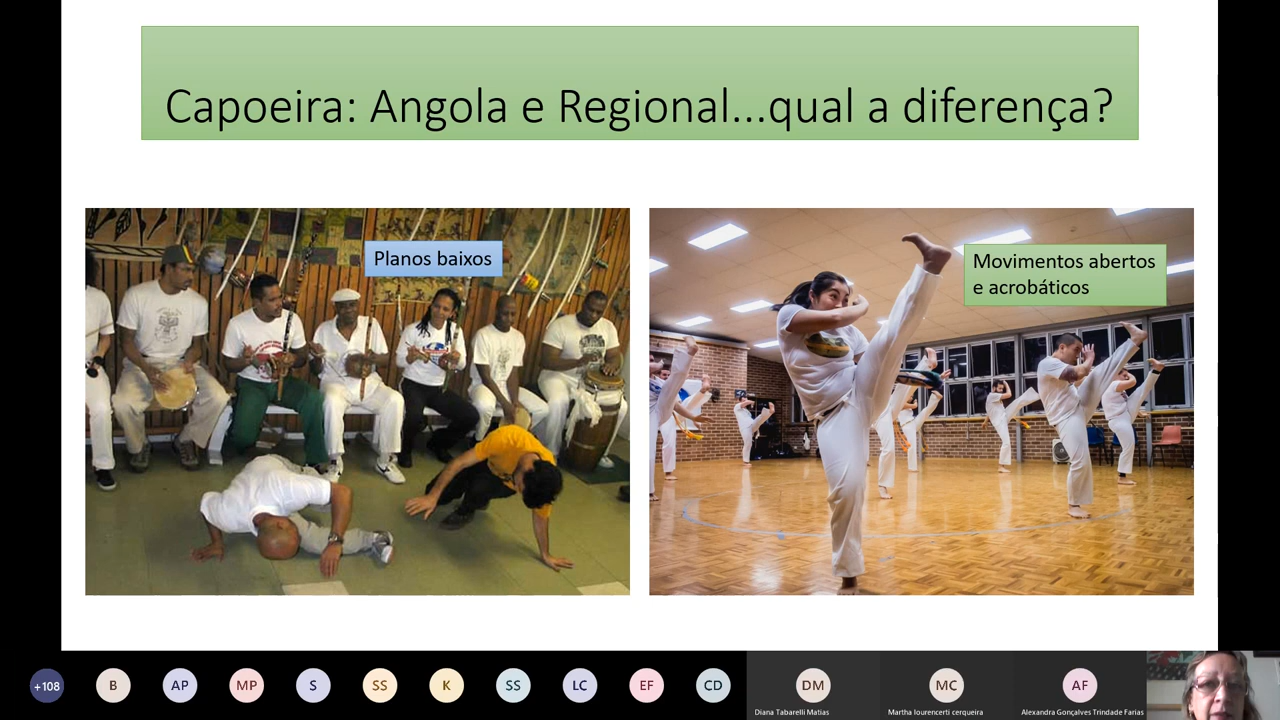 Capoeira: Angola e Regional...qual a diferença?
Planos baixos
Movimentos abertos
e acrobáticos
+108
B
AP
MP
S
SS
K
SS
LC
EF
CD
DM
MC
AF
Diana Tabarelli Matias
Martha lourencerti cerqueira
Alexandra Gonçalves Trindade Farias